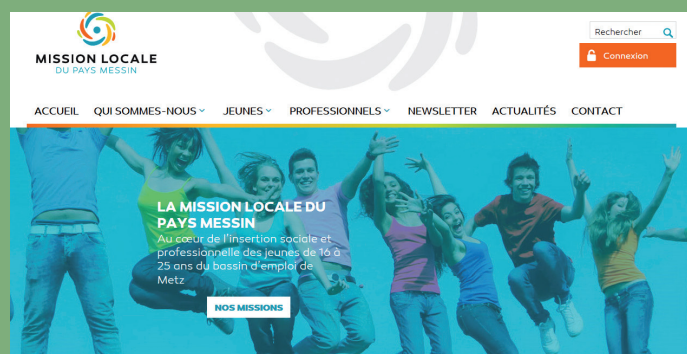 MISSION LOCALE
DU PAYS MESSIN
Rechercher
Connexion
ACCUEIL QUI SOMMES-NOUS JEUNES PROFESSIONNELS NEWSLETTER ACTUALITÉS CONTACT
LA MISSION LOCALE DU
PAYS MESSIN
Au cœur de l'insertion sociale et
professionnelle des jeunes de 16 à
25 ans du bassin d'emploi de
Metz
NOS MISSIONS